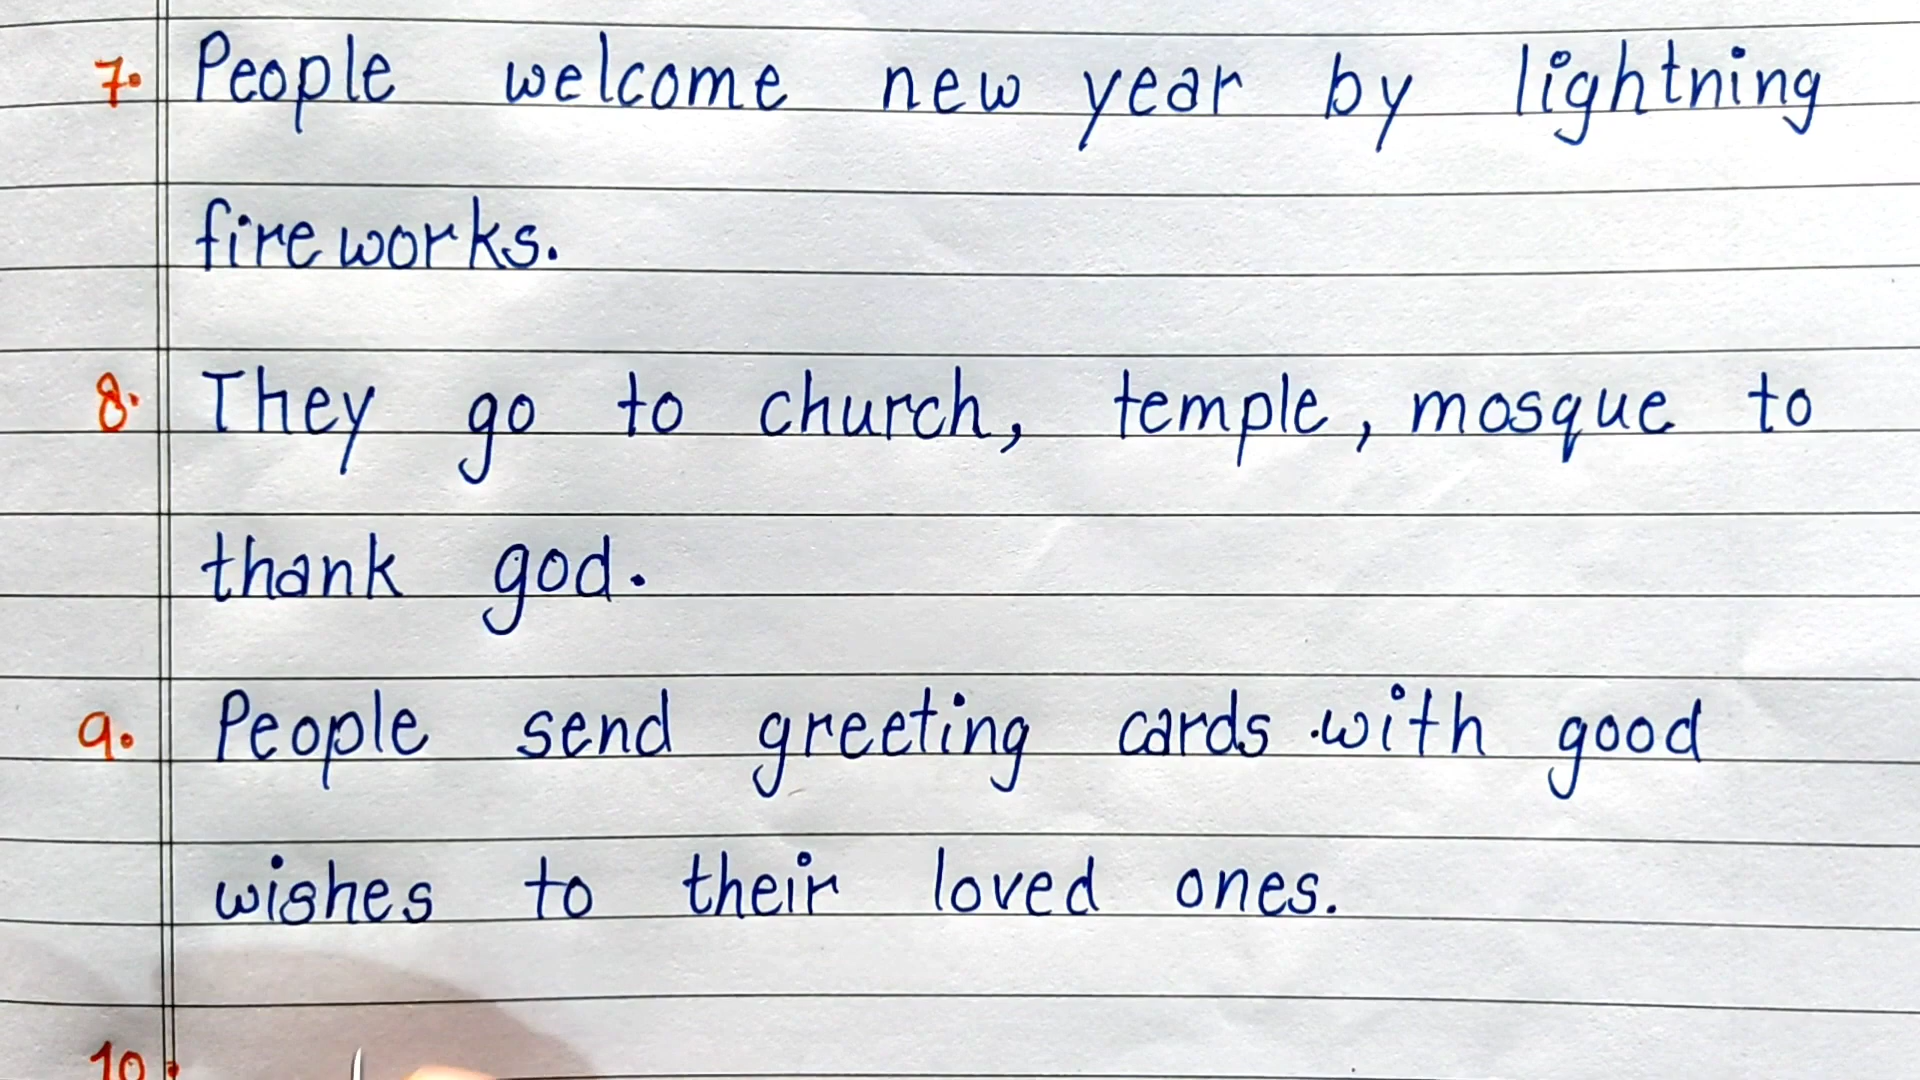 7. People welcome new year by lightning
fireworks.
8. They go to church, temple, mosque to
thank god.
9. People send greeting cards with good
wishes to their loved ones.
10.